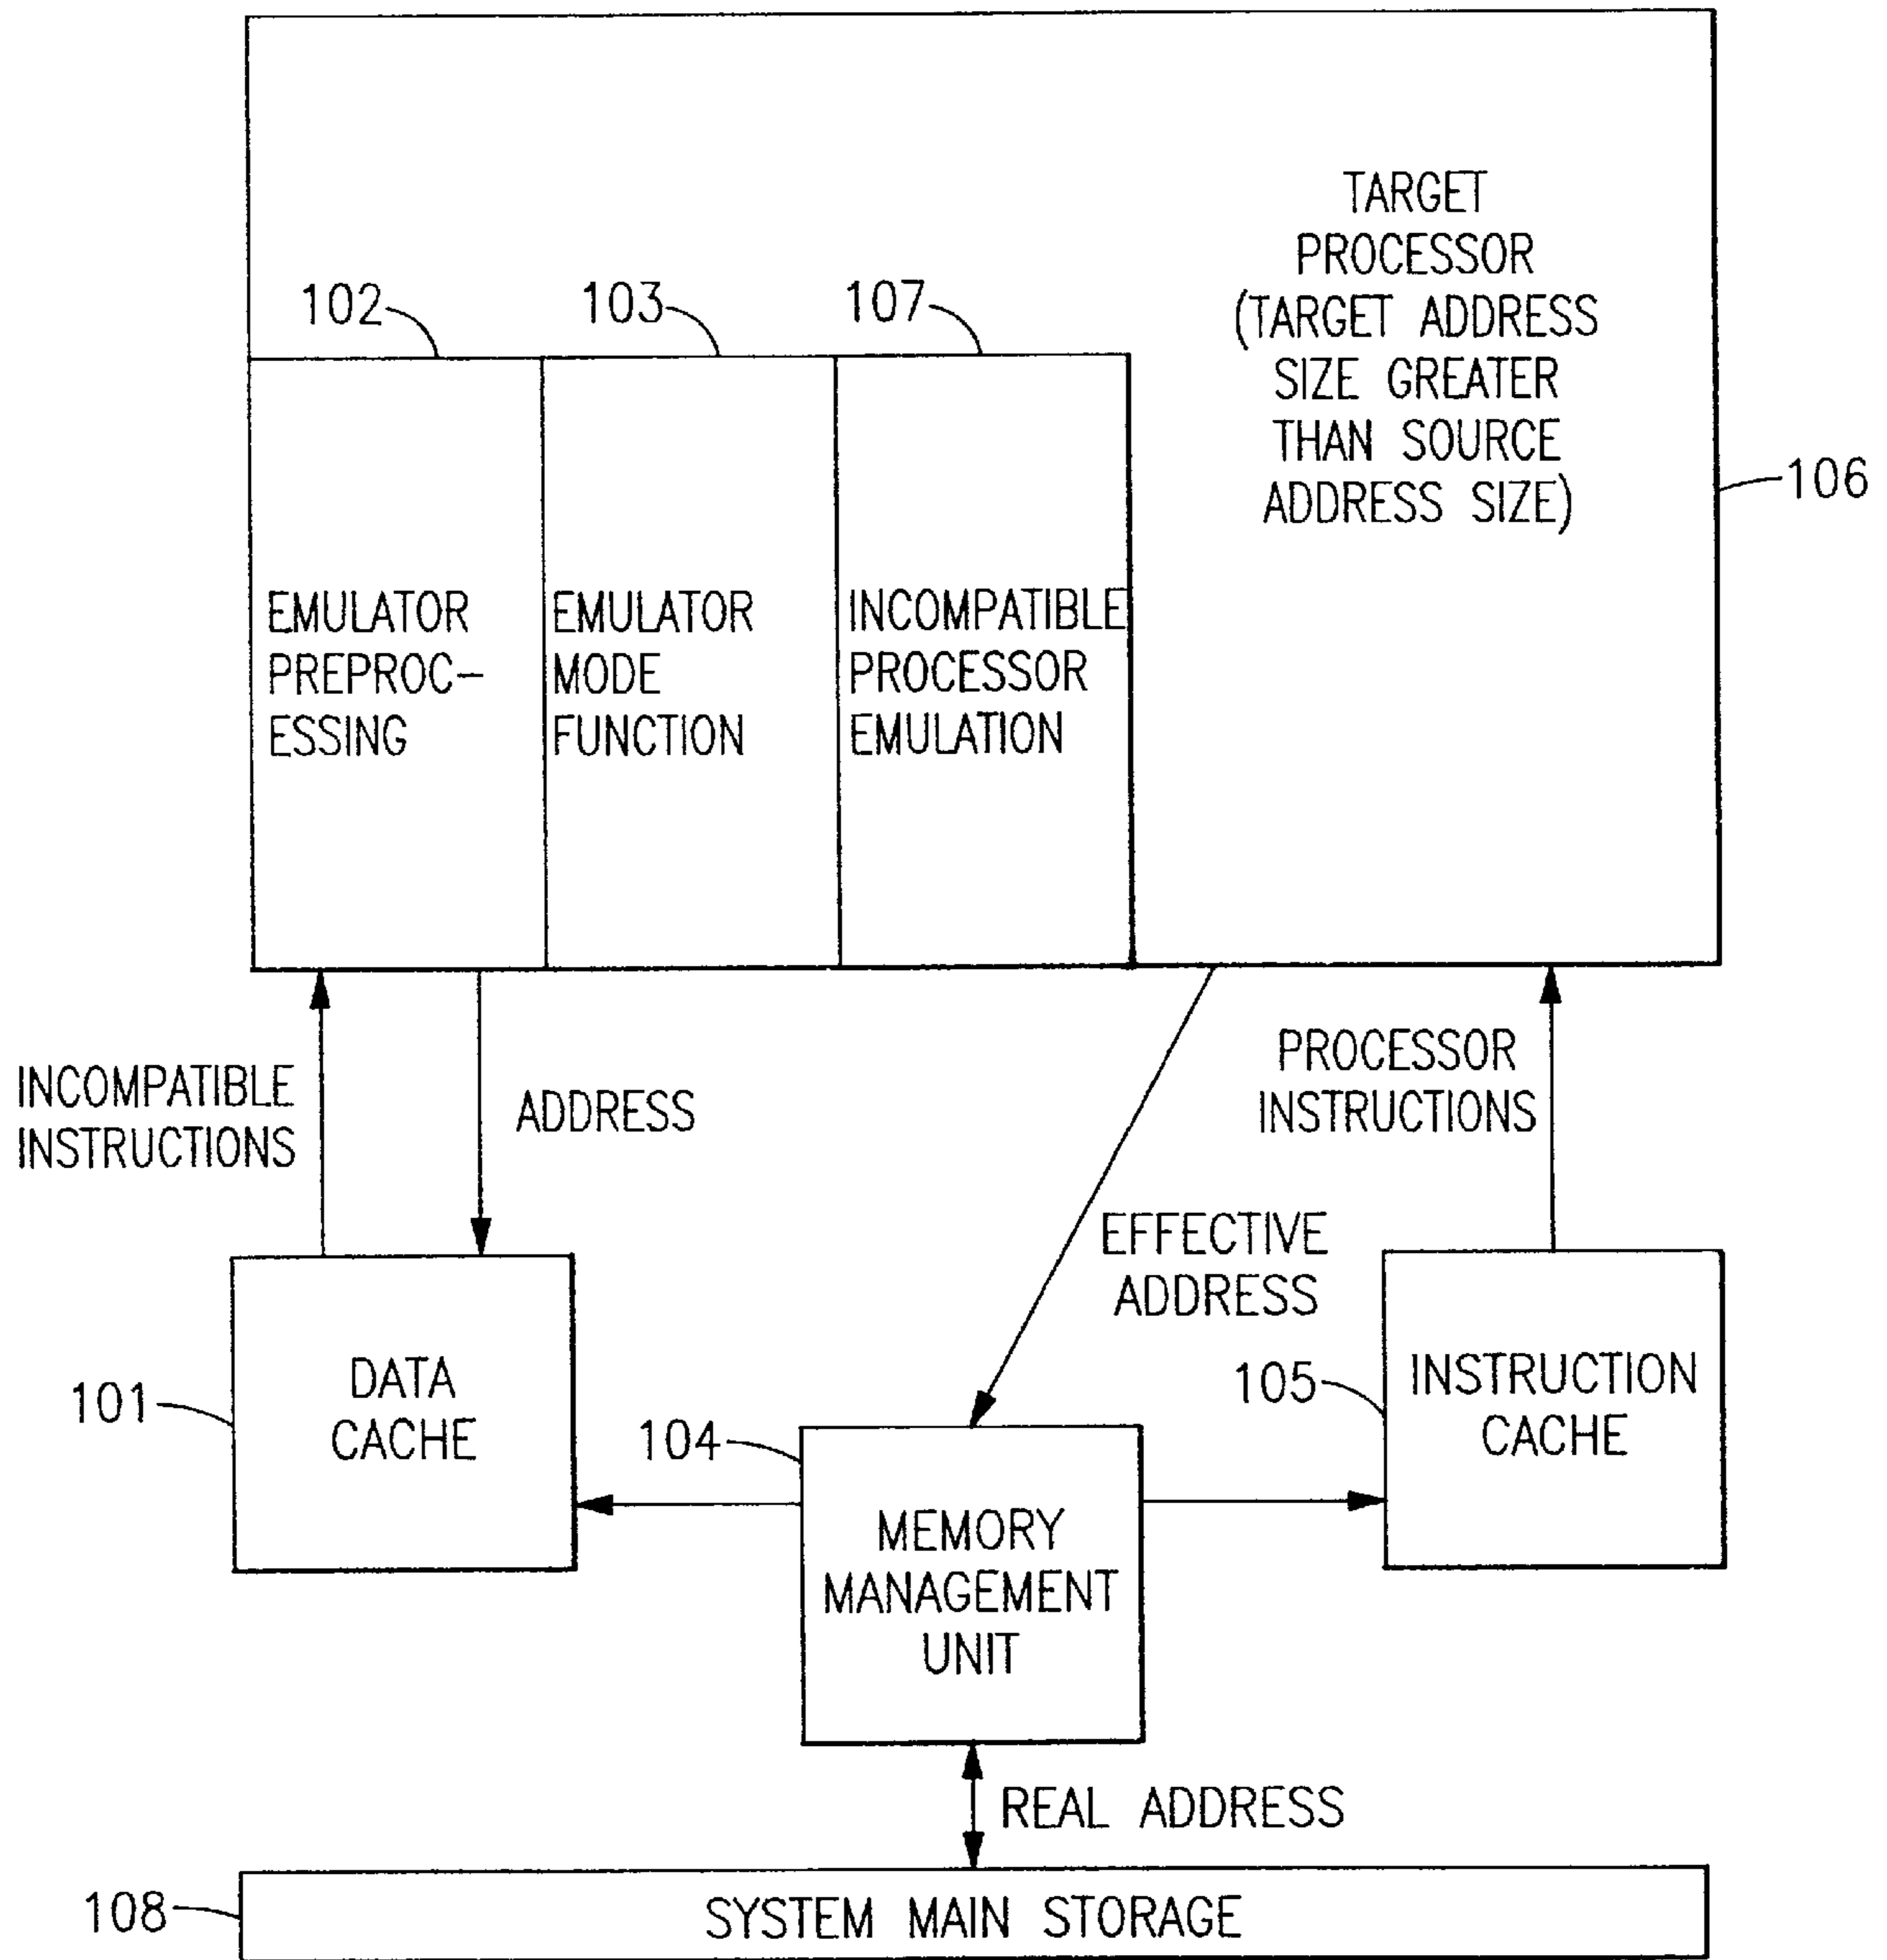 TARGET
PROCESSOR
(TARGET ADDRESS
SIZE GREATER
THAN SOURCE
ADDRESS SIZE)
102
103
107
106
EMULATOR
PREPROC-
ESSING
EMULATOR
MODE
FUNCTION
INCOMPATIBLE
PROCESSOR
EMULATION
INCOMPATIBLE
INSTRUCTIONS
ADDRESS
PROCESSOR
INSTRUCTIONS
EFFECTIVE
ADDRESS
101
DATA
CACHE
104
MEMORY
MANAGEMENT
UNIT
105
INSTRUCTION
CACHE
REAL ADDRESS
108
SYSTEM MAIN STORAGE